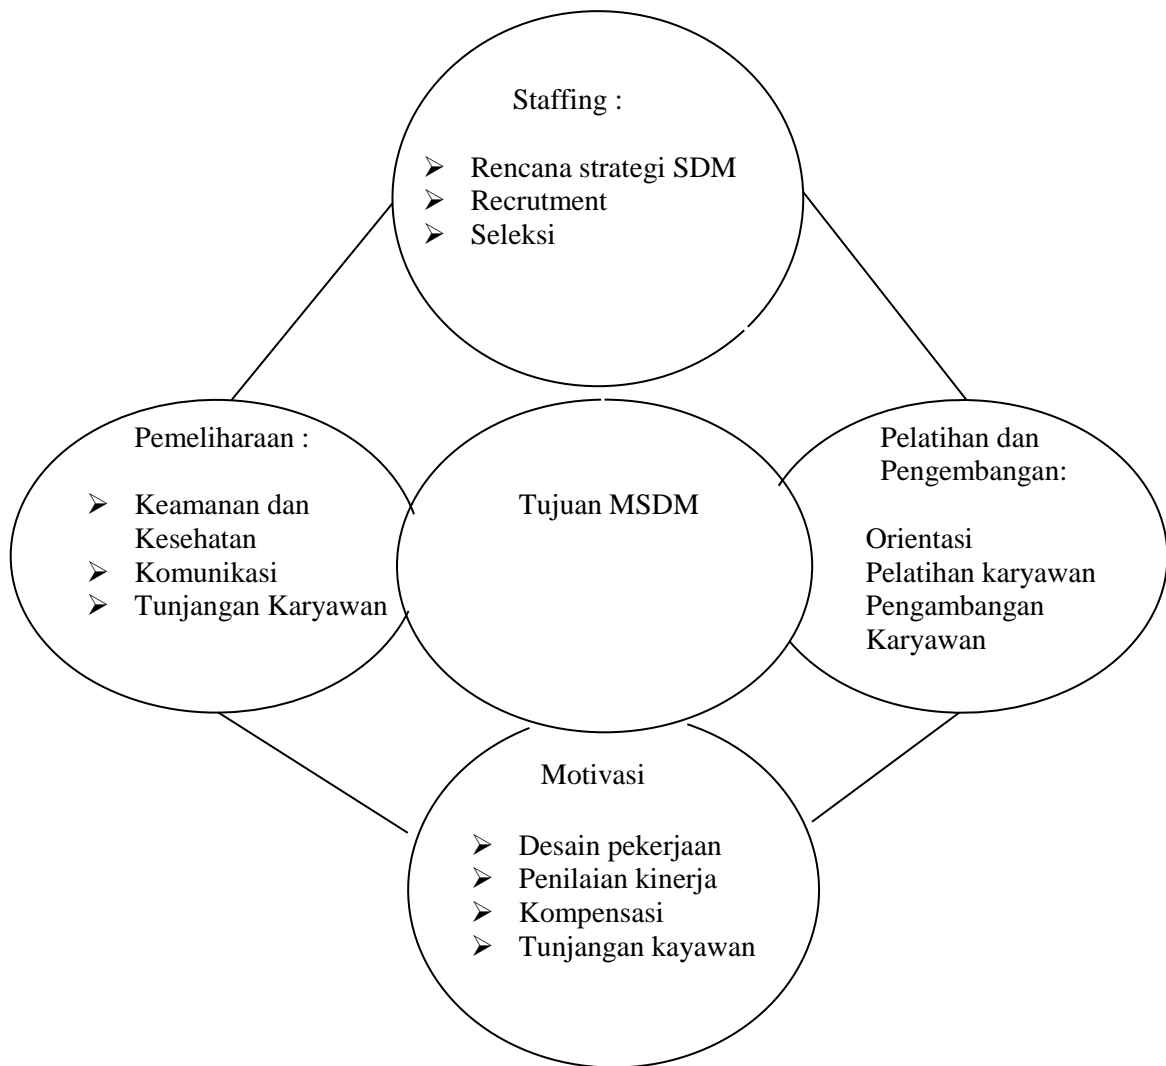 Staffing :
➢ Rencana strategi SDM
➢ Recrutment
➢ Seleksi
Pemeliharaan :
➢ Keamanan dan
Kesehatan
➢ Komunikasi
➢ Tunjangan Karyawan
Tujuan MSDM
Pelatihan dan
Pengembangan:
Orientasi
Pelatihan karyawan
Pengambangan
Karyawan
Motivasi
➢ Desain pekerjaan
➢ Penilaian kinerja
➢ Kompensasi
➢ Tunjangan kayawan